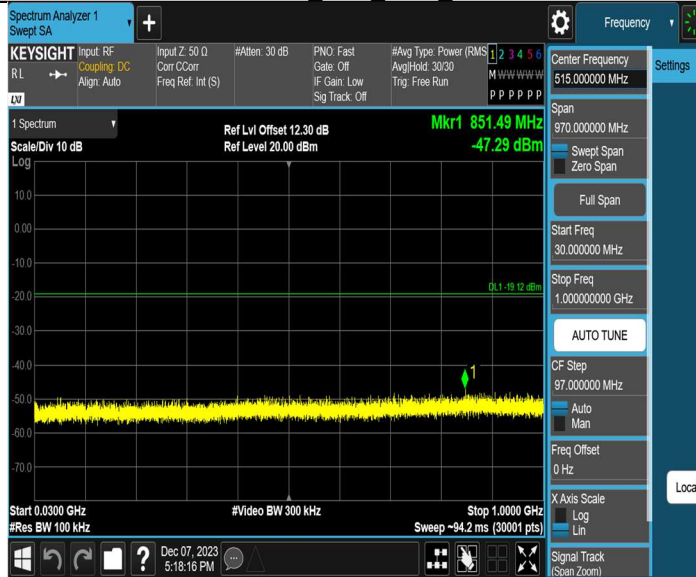 Spectrum Analyzer 1
Swept SA
Frequency
KEYSIGHT
RL
LXI
Input: RF
Coupling: DC
Align: Auto
Input Z: 50 Ω
Corr CCorr
Freq Ref: Int (S)
#Atten: 30 dB
PNO: Fast
Gate: Off
IF Gain: Low
Sig Track: Off
#Avg Type: Power (RMS
Avg|Hold: 30/30
Trig: Free Run
1 2 3 4 5 6
M W W W W W
P P P P P P
1 Spectrum
Scale/Div 10 dB
Ref Lvl Offset 12.30 dB
Ref Level 20.00 dBm
Mkr1 851.49 MHz
-47.29 dBm
Log
10.0
0.00
-10.0
-20.0
-30.0
-40.0
-50.0
-60.0
-70.0
DL1 -19.12 dBm
1
Start 0.0300 GHz
#Res BW 100 kHz
#Video BW 300 kHz
Stop 1.0000 GHz
Sweep ~94.2 ms (30001 pts)
?
Dec 07, 2023
5:18:16 PM
Center Frequency
515.000000 MHz
Span
970.000000 MHz
Swept Span
Zero Span
Full Span
Start Freq
30.000000 MHz
Stop Freq
1.000000000 GHz
AUTO TUNE
CF Step
97.000000 MHz
Auto
Man
Freq Offset
0 Hz
X Axis Scale
Log
Lin
Signal Track
(Span Zoom)
Settings
Loca